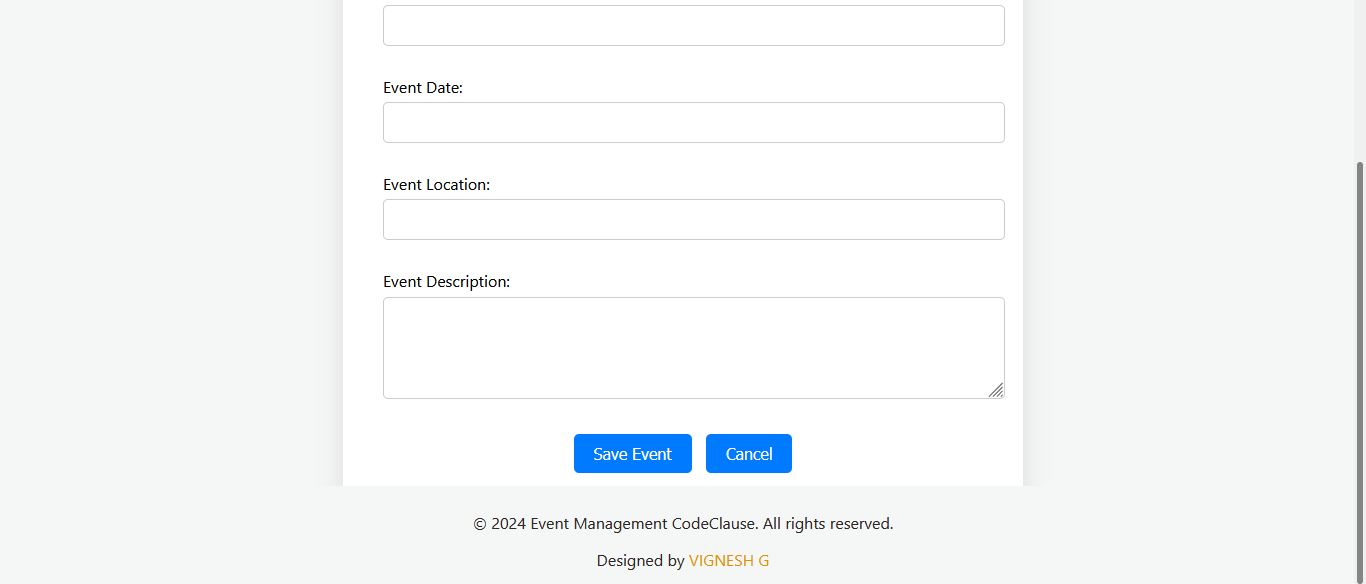 Event Date:
Event Location:
Event Description:
Save Event
Cancel
© 2024 Event Management CodeClause. All rights reserved.
Designed by VIGNESH G